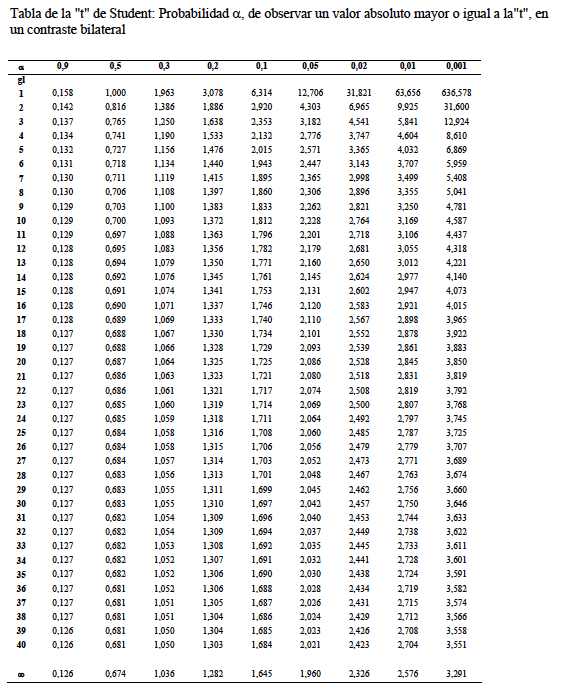 Tabla de la "t" de Student: Probabilidad α, de observar un valor absoluto mayor o igual a la"t", en
un contraste bilateral
α 0,9 0,5 0,3 0,2 0,1 0,05 0,02 0,01 0,001
gl
1 0,158 1,000 1,963 3,078 6,314 12,706 31,821 63,656 636,578
2 0,142 0,816 1,386 1,886 2,920 4,303 6,965 9,925 31,600
3 0,137 0,765 1,250 1,638 2,353 3,182 4,541 5,841 12,924
4 0,134 0,741 1,190 1,533 2,132 2,776 3,747 4,604 8,610
5 0,132 0,727 1,156 1,476 2,015 2,571 3,365 4,032 6,869
6 0,131 0,718 1,134 1,440 1,943 2,447 3,143 3,707 5,959
7 0,130 0,711 1,119 1,415 1,895 2,365 2,998 3,499 5,408
8 0,130 0,706 1,108 1,397 1,860 2,306 2,896 3,355 5,041
9 0,129 0,703 1,100 1,383 1,833 2,262 2,821 3,250 4,781
10 0,129 0,700 1,093 1,372 1,812 2,228 2,764 3,169 4,587
11 0,129 0,697 1,088 1,363 1,796 2,201 2,718 3,106 4,437
12 0,128 0,695 1,083 1,356 1,782 2,179 2,681 3,055 4,318
13 0,128 0,694 1,079 1,350 1,771 2,160 2,650 3,012 4,221
14 0,128 0,692 1,076 1,345 1,761 2,145 2,624 2,977 4,140
15 0,128 0,691 1,074 1,341 1,753 2,131 2,602 2,947 4,073
16 0,128 0,690 1,071 1,337 1,746 2,120 2,583 2,921 4,015
17 0,128 0,689 1,069 1,333 1,740 2,110 2,567 2,898 3,965
18 0,127 0,688 1,067 1,330 1,734 2,101 2,552 2,878 3,922
19 0,127 0,688 1,066 1,328 1,729 2,093 2,539 2,861 3,883
20 0,127 0,687 1,064 1,325 1,725 2,086 2,528 2,845 3,850
21 0,127 0,686 1,063 1,323 1,721 2,080 2,518 2,831 3,819
22 0,127 0,686 1,061 1,321 1,717 2,074 2,508 2,819 3,792
23 0,127 0,685 1,060 1,319 1,714 2,069 2,500 2,807 3,768
24 0,127 0,685 1,059 1,318 1,711 2,064 2,492 2,797 3,745
25 0,127 0,684 1,058 1,316 1,708 2,060 2,485 2,787 3,725
26 0,127 0,684 1,058 1,315 1,706 2,056 2,479 2,779 3,707
27 0,127 0,684 1,057 1,314 1,703 2,052 2,473 2,771 3,689
28 0,127 0,683 1,056 1,313 1,701 2,048 2,467 2,763 3,674
29 0,127 0,683 1,055 1,311 1,699 2,045 2,462 2,756 3,660
30 0,127 0,683 1,055 1,310 1,697 2,042 2,457 2,750 3,646
31 0,127 0,682 1,054 1,309 1,696 2,040 2,453 2,744 3,633
32 0,127 0,682 1,054 1,309 1,694 2,037 2,449 2,738 3,622
33 0,127 0,682 1,053 1,308 1,692 2,035 2,445 2,733 3,611
34 0,127 0,682 1,052 1,307 1,691 2,032 2,441 2,728 3,601
35 0,127 0,682 1,052 1,306 1,690 2,030 2,438 2,724 3,591
36 0,127 0,681 1,052 1,306 1,688 2,028 2,434 2,719 3,582
37 0,127 0,681 1,051 1,305 1,687 2,026 2,431 2,715 3,574
38 0,127 0,681 1,051 1,304 1,686 2,024 2,429 2,712 3,566
39 0,126 0,681 1,050 1,304 1,685 2,023 2,426 2,708 3,558
40 0,126 0,681 1,050 1,303 1,684 2,021 2,423 2,704 3,551
∞ 0,126 0,674 1,036 1,282 1,645 1,960 2,326 2,576 3,291